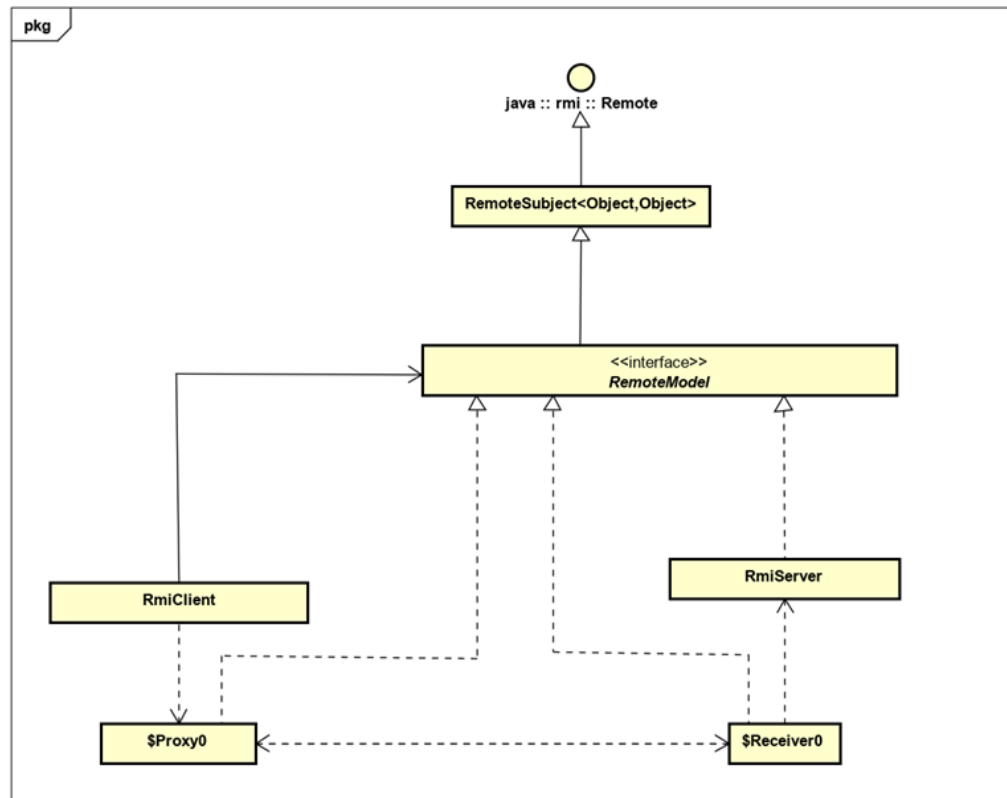 pkg
java :: rmi :: Remote
RemoteSubject<Object,Object>
<<interface>>
RemoteModel
RmiClient
RmiServer
$Proxy0
$Receiver0